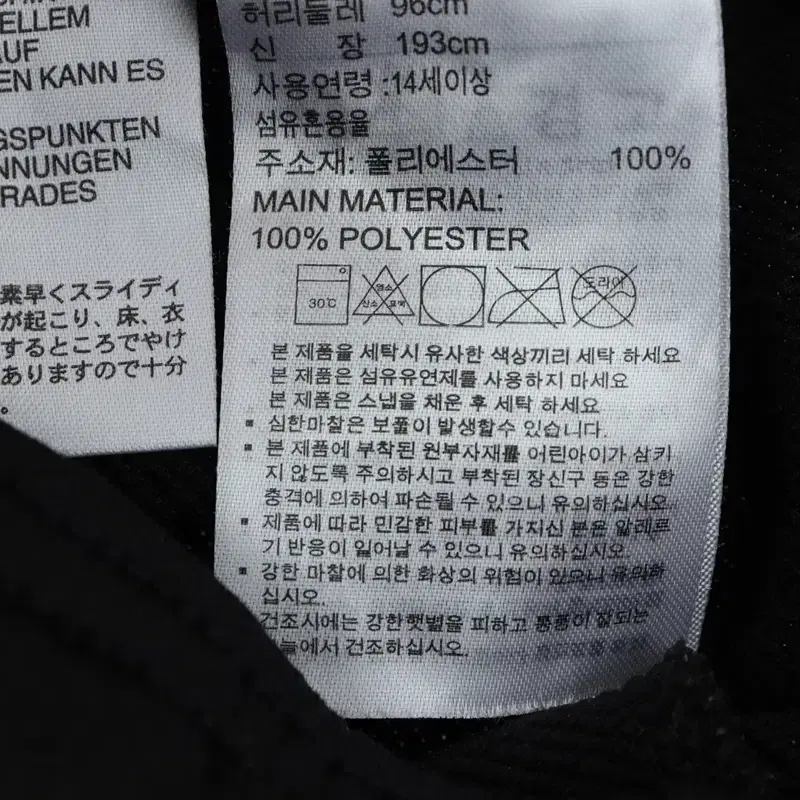 ELLEM
AUF
EN KANN ES
GSPUNKTEN
NNUNGEN
RADES
素早くスライディ
が起こり、床、衣
するところでやけ
ありますので十分
。
허리둘레 96cm
신 장 193cm
사용연령 :14세이상
섬유혼용율
주소재: 폴리에스터 100%
MAIN MATERIAL:
100% POLYESTER
30℃
염소
산소 표백
드라이
본 제품을 세탁시 유사한 색상끼리 세탁 하세요
본 제품은 섬유유연제를 사용하지 마세요
본 제품은 스냅을 채운 후 세탁 하세요
▪ 심한마찰은 보풀이 발생할수 있습니다.
▪ 본 제품에 부착된 원부자재를 어린아이가 삼키
지 않도록 주의하시고 부착된 장신구 등은 강한
충격에 의하여 파손될 수 있으니 유의하십시오
▪ 제품에 따라 민감한 피부를 가지신 분은 알레르
기 반응이 일어날 수 있으니 유의하십시오
▪ 강한 마찰에 의한 화상의 위험이 있으니 유의하
십시오.
건조시에는 강한햇볕을 피하고 통풍이 잘되는
늘에서 건조하십시오.